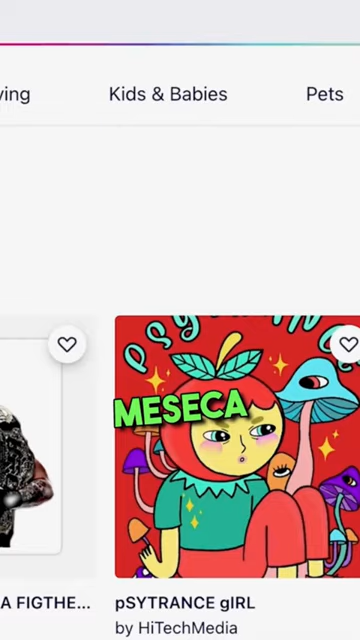 ving
Kids & Babies
Pets
MESECA
A FIGTHE...
pSYTRANCE gIRL
by HiTechMedia